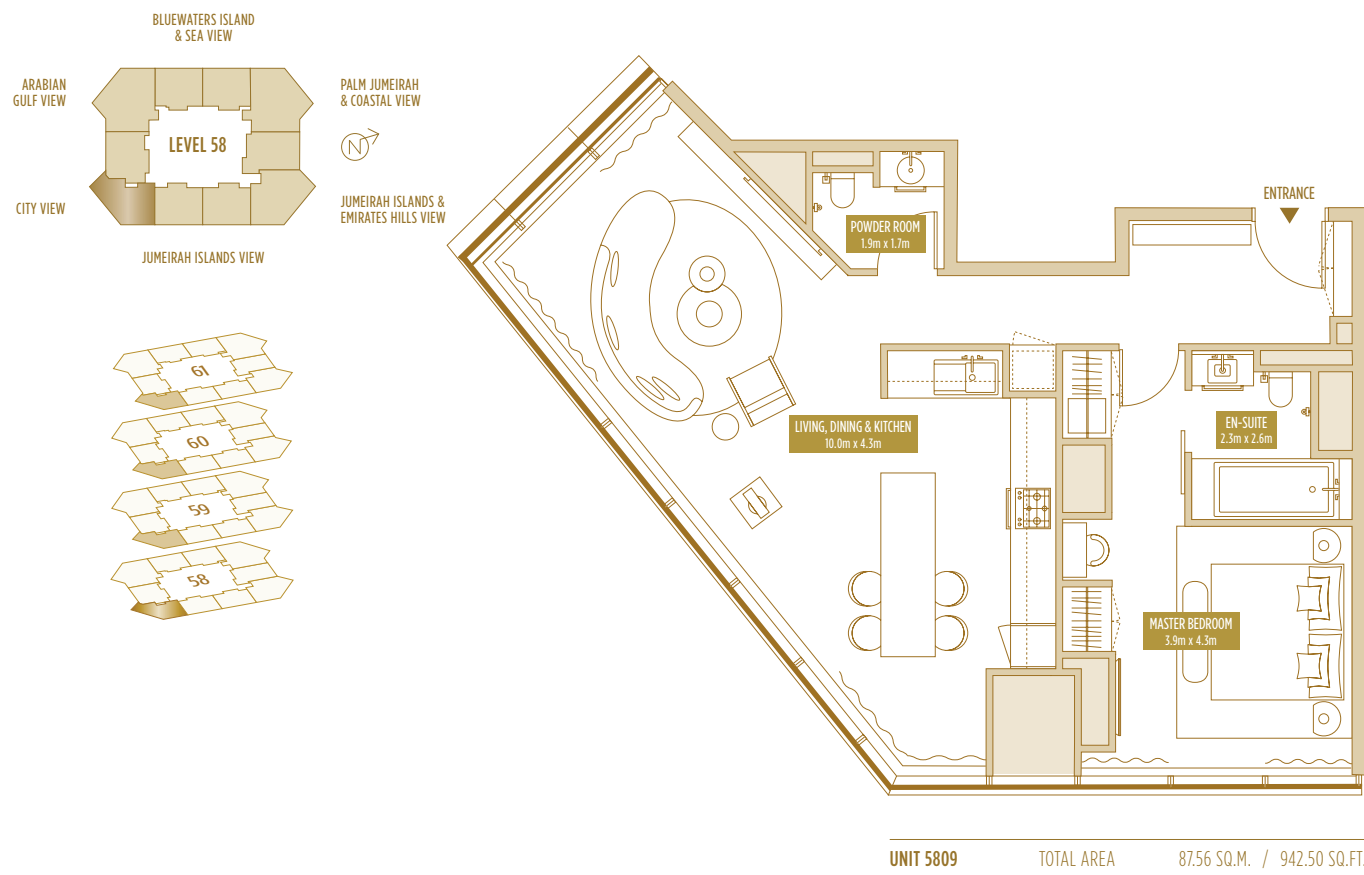 BLUEWATERS ISLAND
& SEA VIEW
ARABIAN
GULF VIEW
PALM JUMEIRAH
& COASTAL VIEW
LEVEL 58
N
CITY VIEW
JUMEIRAH ISLANDS &
EMIRATES HILLS VIEW
JUMEIRAH ISLANDS VIEW
61
60
59
58
ENTRANCE
POWDER ROOM
1.9m x 1.7m
LIVING, DINING & KITCHEN
10.0m x 4.3m
EN-SUITE
2.3m x 2.6m
MASTER BEDROOM
3.9m x 4.3m
UNIT 5809 TOTAL AREA 87.56 SQ.M. / 942.50 SQ.FT.